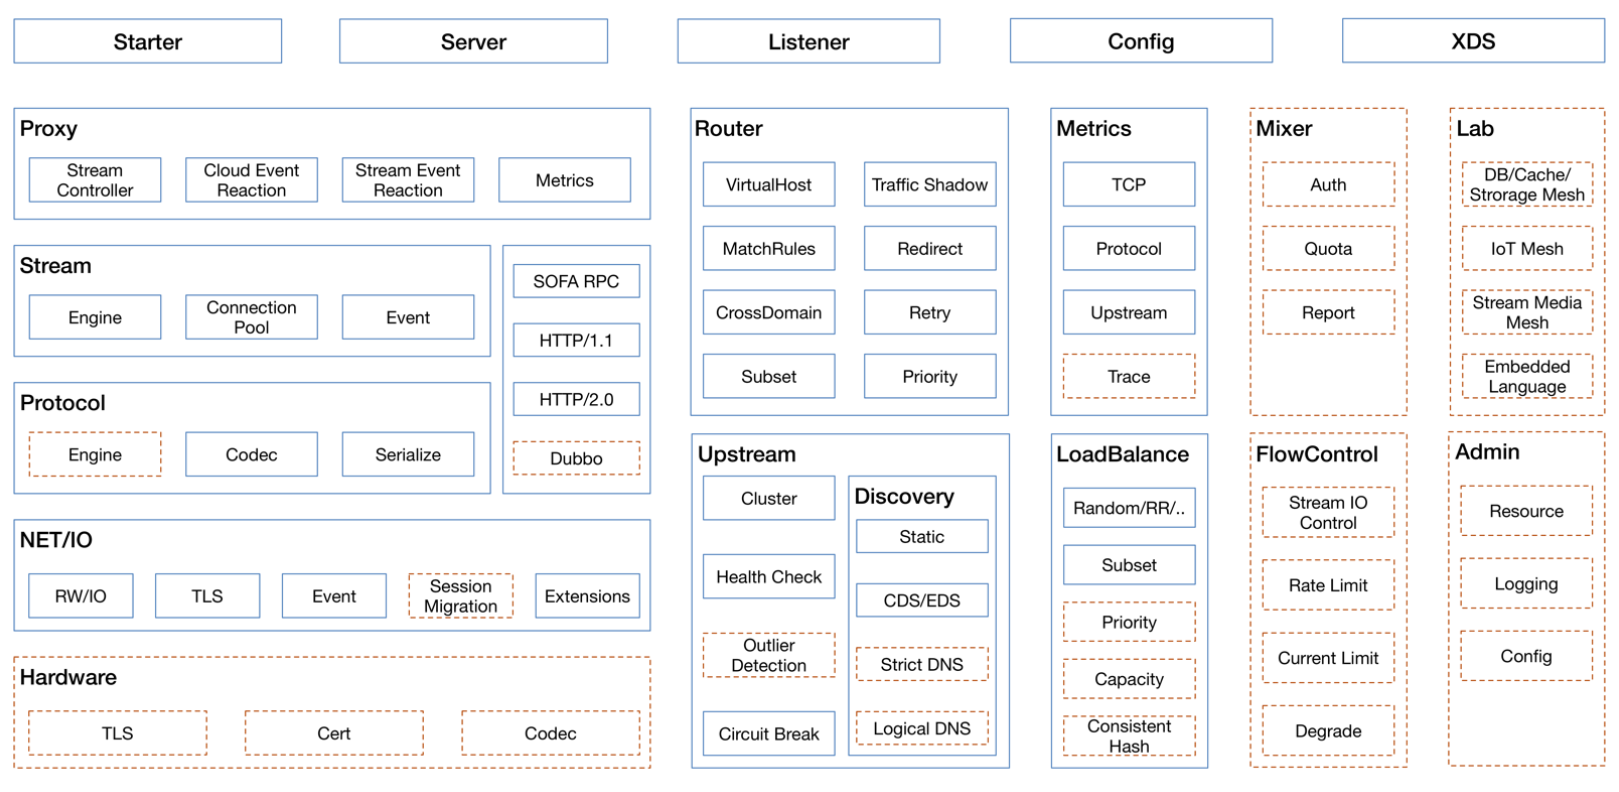 Starter
Server
Listener
Config
XDS
Proxy
Stream
Controller
Cloud Event
Reaction
Stream Event
Reaction
Metrics
Stream
Engine
Connection
Pool
Event
Protocol
Engine
Codec
Serialize
SOFA RPC
HTTP/1.1
HTTP/2.0
Dubbo
NET/IO
RW/IO
TLS
Event
Session
Migration
Extensions
Hardware
TLS
Cert
Codec
Router
VirtualHost
Traffic Shadow
MatchRules
Redirect
CrossDomain
Retry
Subset
Priority
Upstream
Cluster
Health Check
Outlier
Detection
Circuit Break
Discovery
Static
CDS/EDS
Strict DNS
Logical DNS
Metrics
TCP
Protocol
Upstream
Trace
LoadBalance
Random/RR/..
Subset
Priority
Capacity
Consistent
Hash
Mixer
Auth
Quota
Report
FlowControl
Stream IO
Control
Rate Limit
Current Limit
Degrade
Lab
DB/Cache/
Strorage Mesh
IoT Mesh
Stream Media
Mesh
Embedded
Language
Admin
Resource
Logging
Config